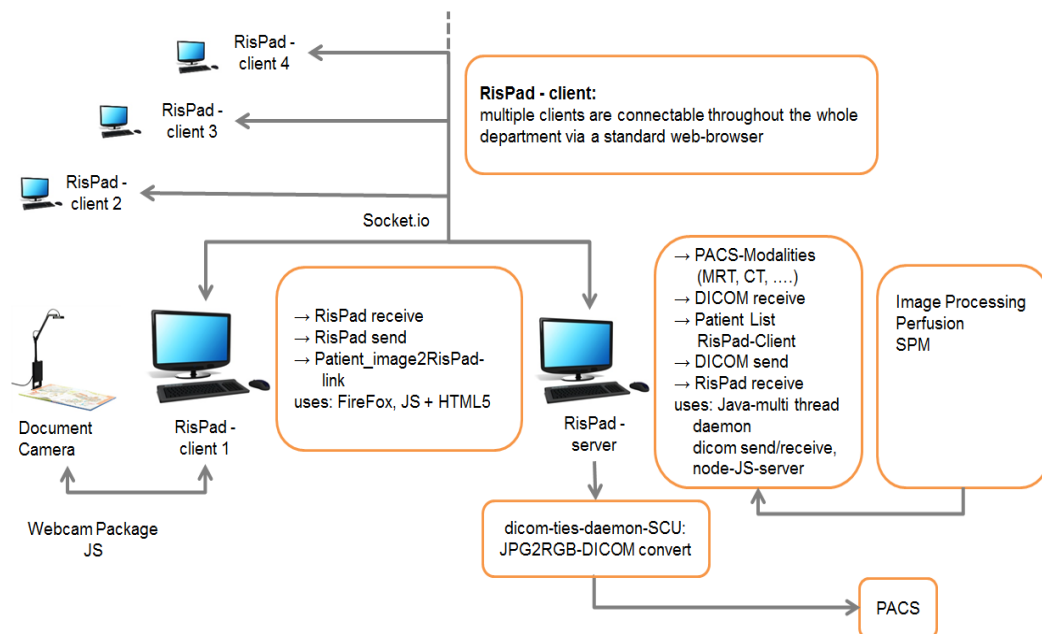 RisPad -
client 4
RisPad -
client 3
RisPad -
client 2
RisPad - client:
multiple clients are connectable throughout the whole
department via a standard web-browser
Socket.io
→ RisPad receive
→ RisPad send
→ Patient_image2RisPad-
link
uses: FireFox, JS + HTML5
→ PACS-Modalities
(MRT, CT, ....)
→ DICOM receive
→ Patient List
RisPad-Client
→ DICOM send
→ RisPad receive
uses: Java-multi thread
daemon
dicom send/receive,
node-JS-server
Image Processing
Perfusion
SPM
Document
Camera
RisPad -
client 1
RisPad -
server
Webcam Package
JS
dicom-ties-daemon-SCU:
JPG2RGB-DICOM convert
PACS